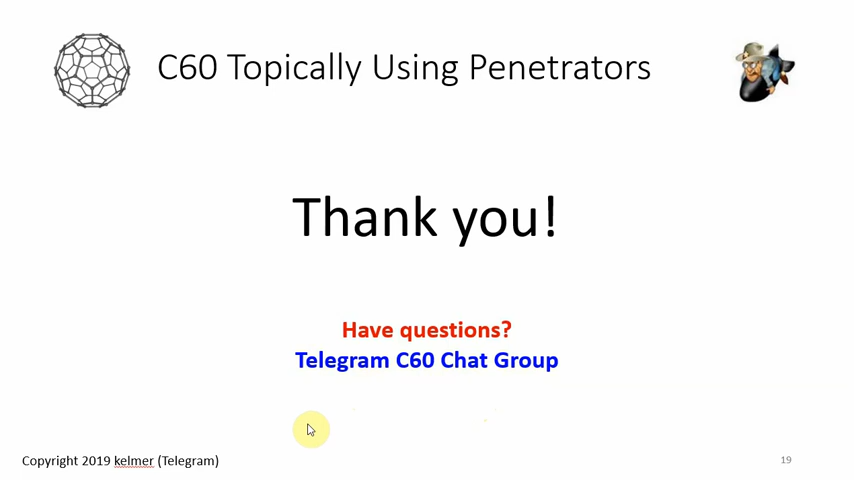 C60 Topically Using Penetrators
Thank you!
Have questions?
Telegram C60 Chat Group
Copyright 2019 kelmer (Telegram)
19